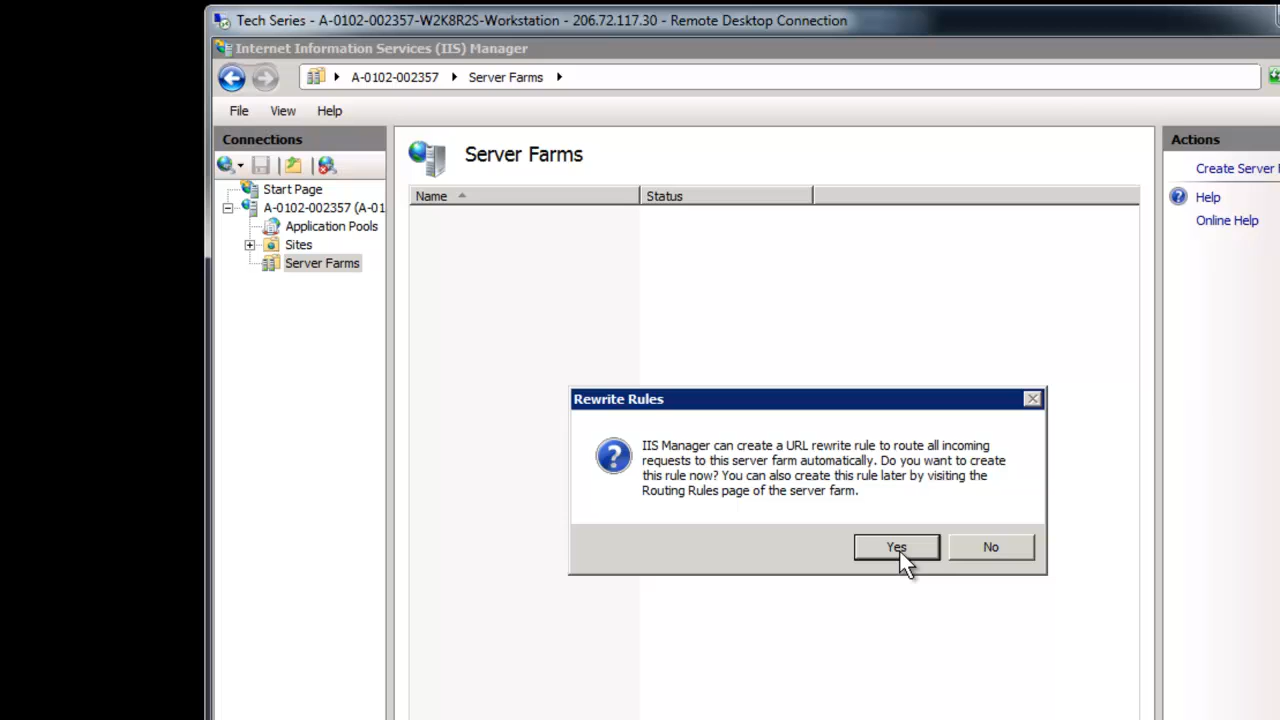 Tech Series - A-0102-002357-W2K8R2S-Workstation - 206.72.117.30 - Remote Desktop Connection
Internet Information Services (IIS) Manager
A-0102-002357
Server Farms
File View Help
Connections
Start Page
A-0102-002357 (A-01
Application Pools
Sites
Server Farms
Server Farms
Name
Status
Rewrite Rules
IIS Manager can create a URL rewrite rule to route all incoming
requests to this server farm automatically. Do you want to create
this rule now? You can also create this rule later by visiting the
Routing Rules page of the server farm.
Yes
No
Actions
Create Server
Help
Online Help